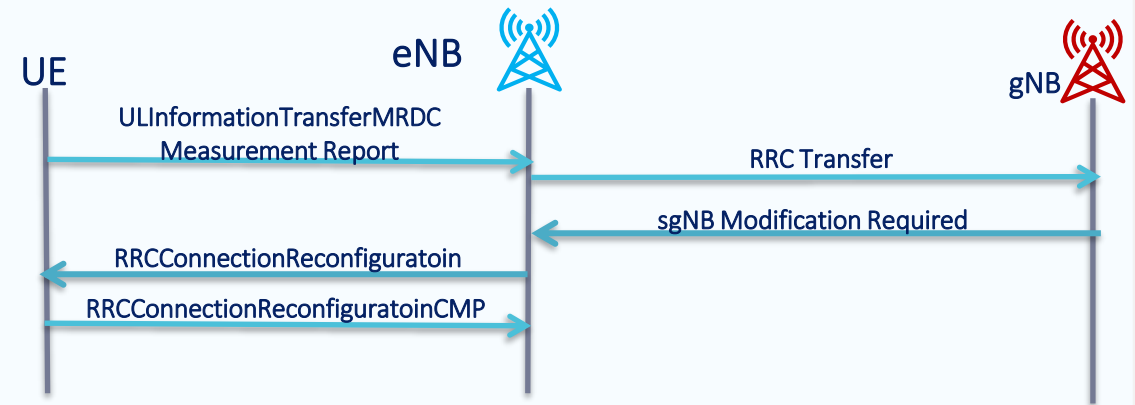 UE
eNB
gNB
ULInformationTransferMRDC
Measurement Report
RRC Transfer
sgNB Modification Required
RRCConnectionReconfiguratoin
RRCConnectionReconfiguratoinCMP